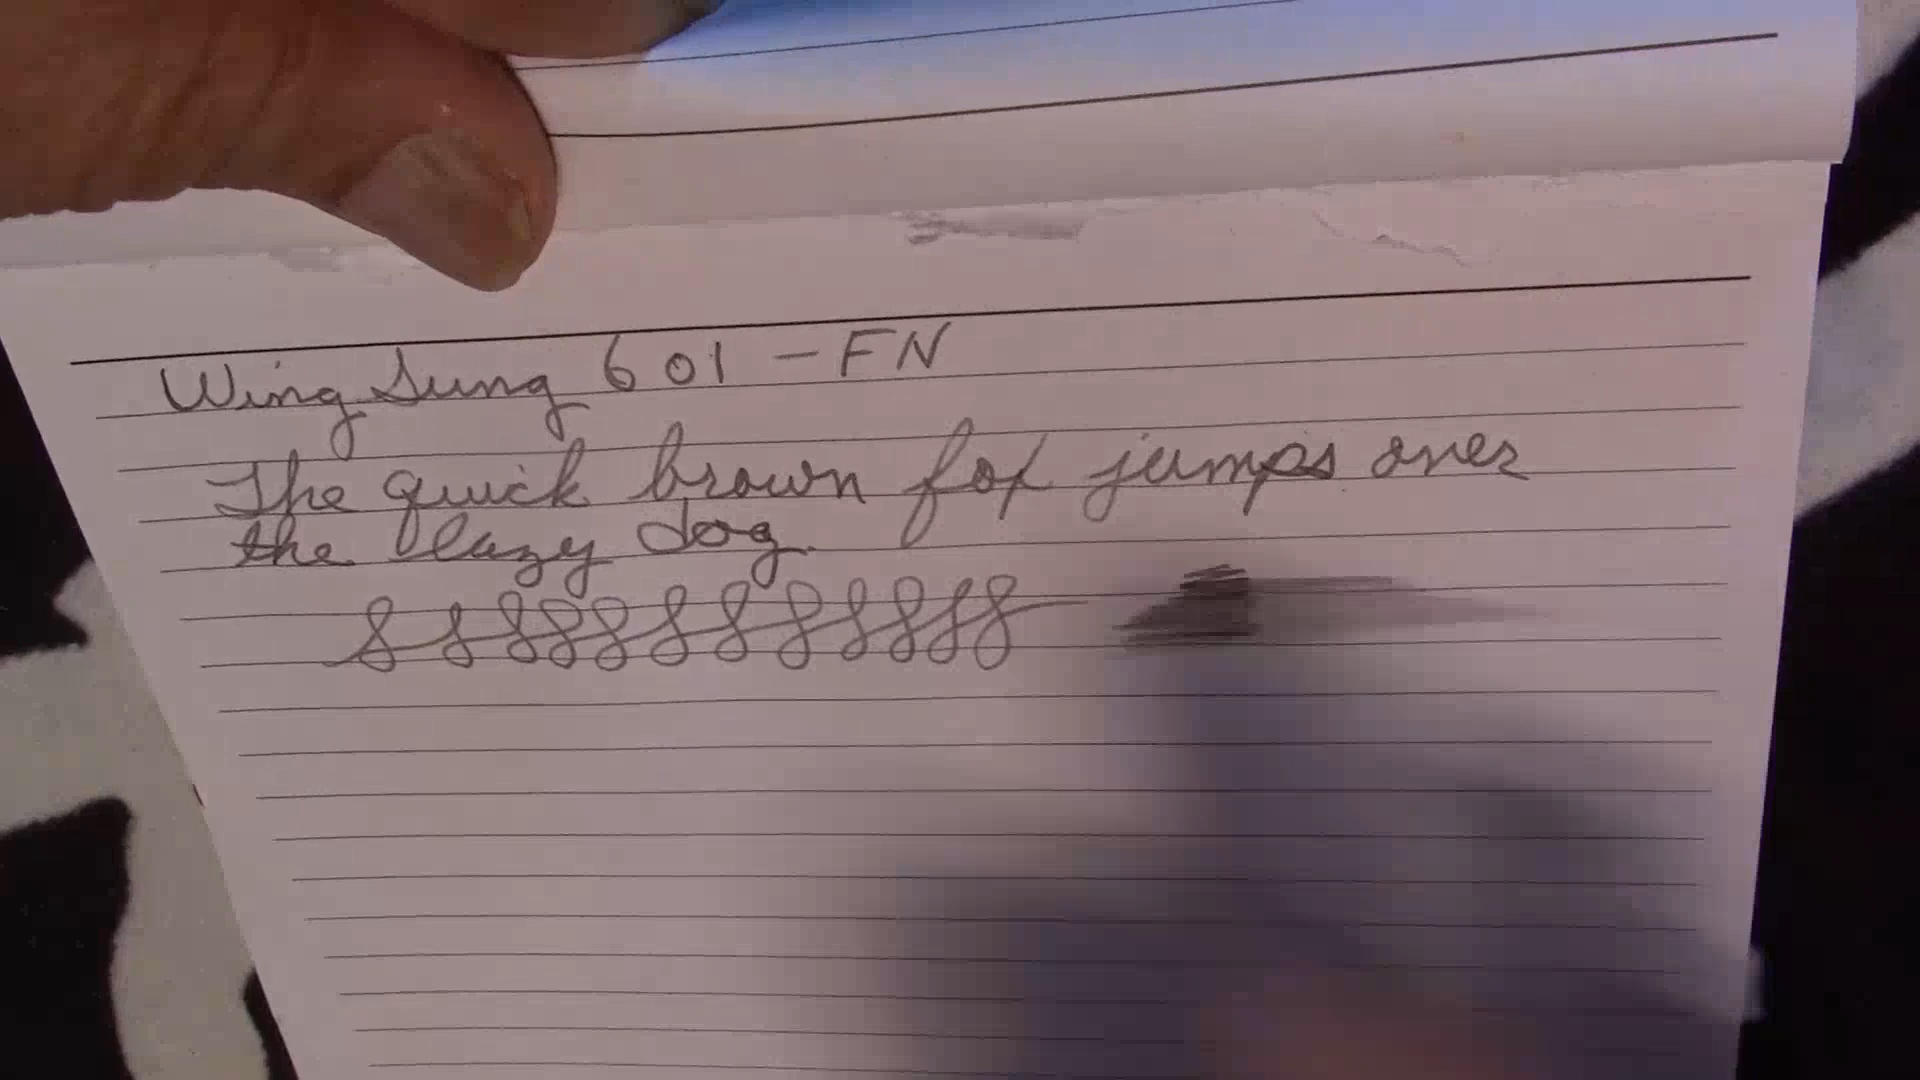 Wing Sung 601 - FN
The quick brown fox jumps over
the lazy dog.